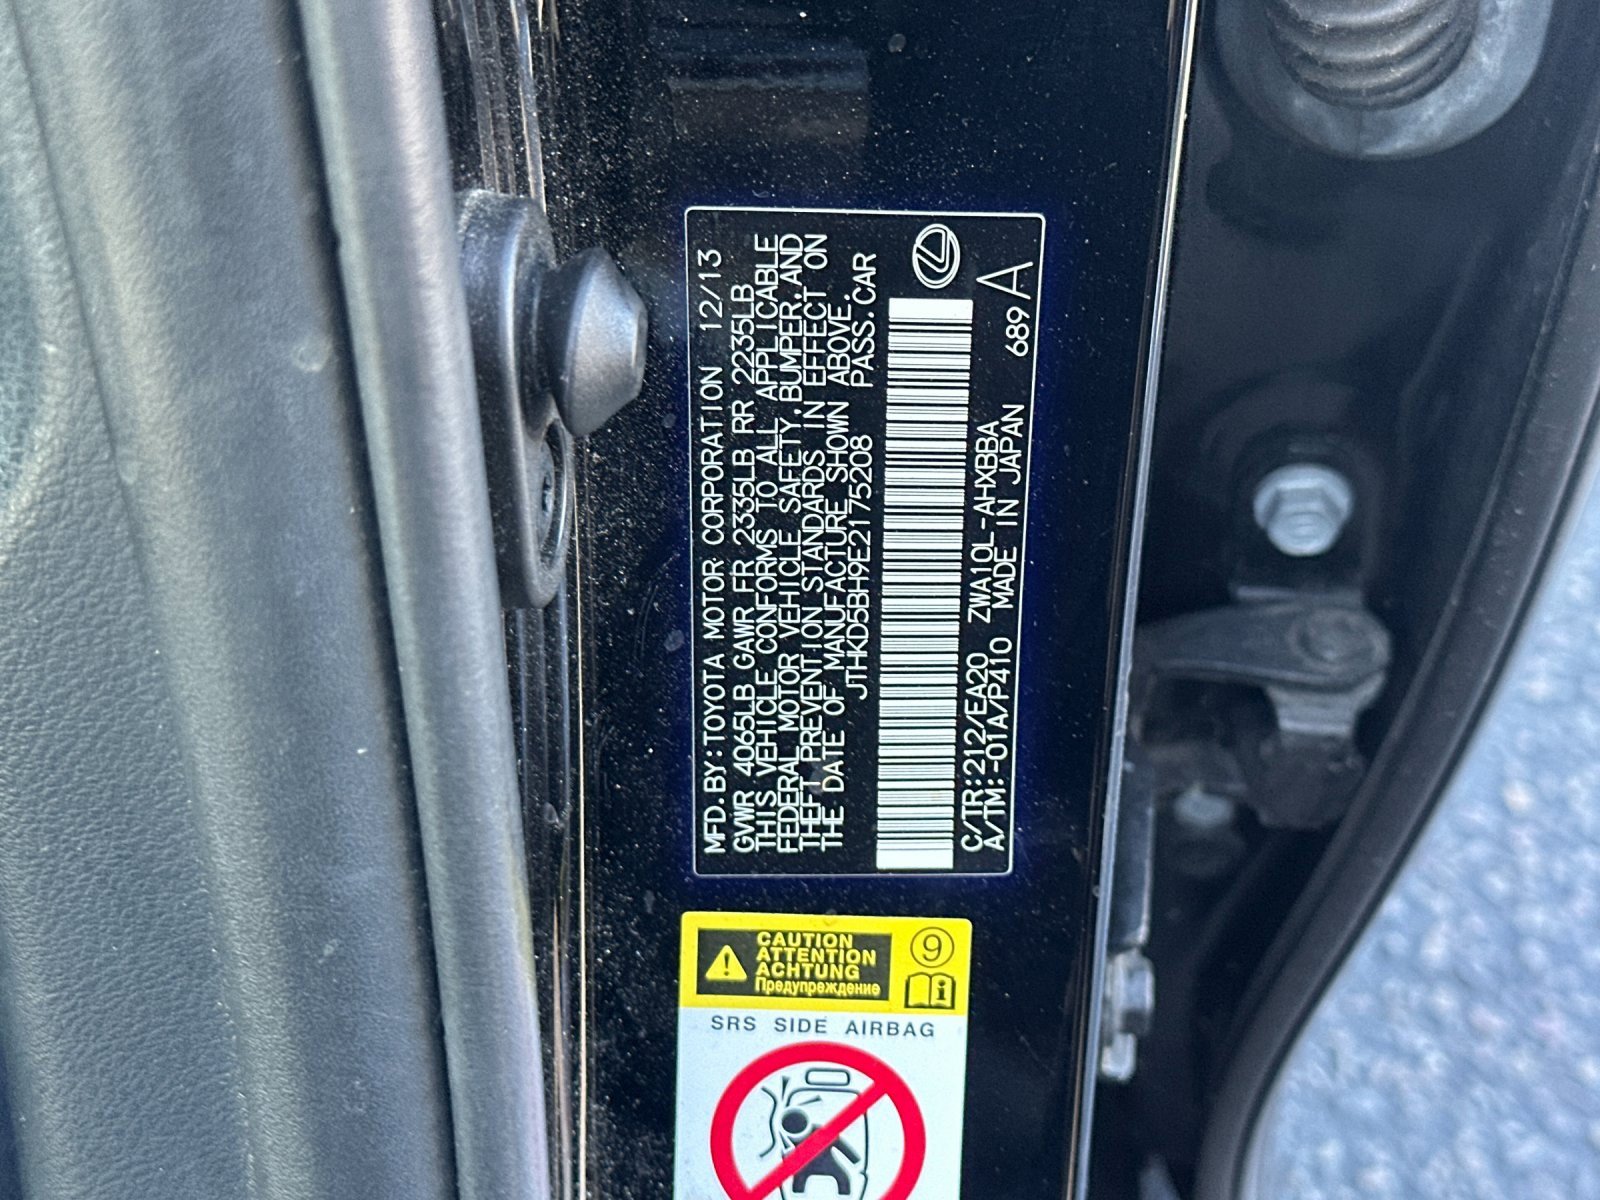 MFD.BY:TOYOTA MOTOR CORPORATION 12/13
GVWR 4065LB GAWR FR 2335LB RR 2235LB
THIS VEHICLE CONFORMS TO ALL APPLICABLE
FEDERAL MOTOR VEHICLE SAFETY,BUMPER,AND
THEFT PREVENTION STANDARDS IN EFFECT ON
THE DATE OF MANUFACTURE SHOWN ABOVE.
JTHKD5BH9E2175208 PASS.CAR
C/TR:212/EA20 ZWA10L-AHXBBA
A/TM:-01A/P410 MADE IN JAPAN 689 A
CAUTION
ATTENTION
ACHTUNG
Предупреждение
9
SRS SIDE AIRBAG